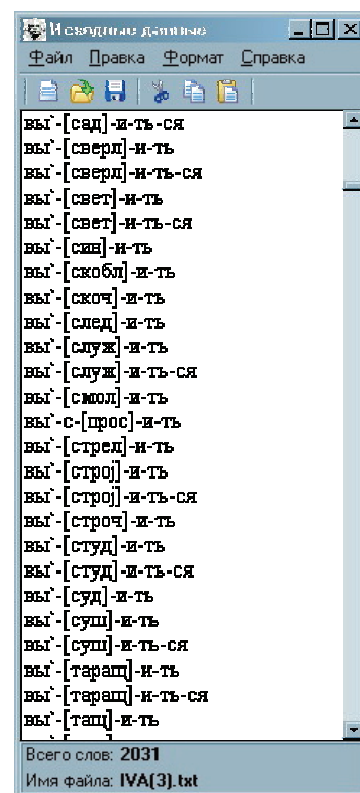 Исходные данные
Файл Правка Формат Справка
вы`-[сад]-и-ть-ся
вы`-[сверл]-и-ть
вы`-[сверл]-и-ть-ся
вы`-[свет]-и-ть
вы`-[свет]-и-ть-ся
вы`-[син]-и-ть
вы`-[скобл]-и-ть
вы`-[скоч]-и-ть
вы`-[след]-и-ть
вы`-[служ]-и-ть
вы`-[служ]-и-ть-ся
вы`-[смол]-и-ть
вы`-с-[прос]-и-ть
вы`-[стрел]-и-ть
вы`-[строj]-и-ть
вы`-[строj]-и-ть-ся
вы`-[строч]-и-ть
вы`-[студ]-и-ть
вы`-[студ]-и-ть-ся
вы`-[суд]-и-ть
вы`-[суш]-и-ть
вы`-[суш]-и-ть-ся
вы`-[таращ]-и-ть
вы`-[таращ]-и-ть-ся
вы`-[тащ]-и-ть
Всего слов: 2031
Имя файла: IVA(3).txt